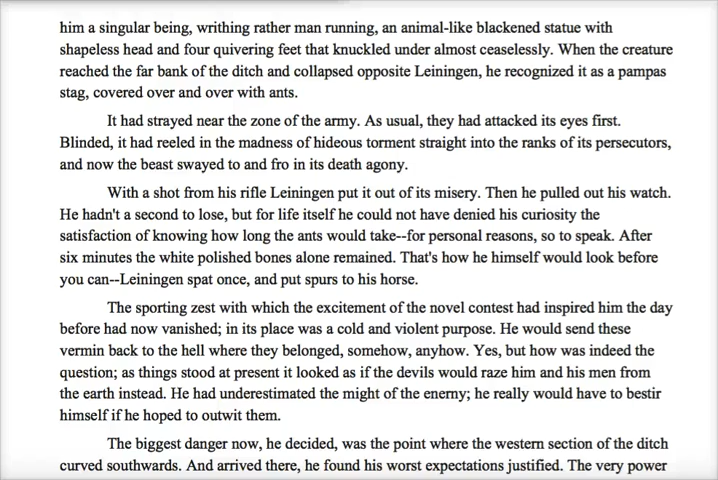 him a singular being, writhing rather man running, an animal-like blackened statue with
shapeless head and four quivering feet that knuckled under almost ceaselessly. When the creature
reached the far bank of the ditch and collapsed opposite Leiningen, he recognized it as a pampas
stag, covered over and over with ants.
It had strayed near the zone of the army. As usual, they had attacked its eyes first.
Blinded, it had reeled in the madness of hideous torment straight into the ranks of its persecutors,
and now the beast swayed to and fro in its death agony.
With a shot from his rifle Leiningen put it out of its misery. Then he pulled out his watch.
He hadn't a second to lose, but for life itself he could not have denied his curiosity the
satisfaction of knowing how long the ants would take--for personal reasons, so to speak. After
six minutes the white polished bones alone remained. That's how he himself would look before
you can--Leiningen spat once, and put spurs to his horse.
The sporting zest with which the excitement of the novel contest had inspired him the day
before had now vanished; in its place was a cold and violent purpose. He would send these
vermin back to the hell where they belonged, somehow, anyhow. Yes, but how was indeed the
question; as things stood at present it looked as if the devils would raze him and his men from
the earth instead. He had underestimated the might of the enemy; he really would have to bestir
himself if he hoped to outwit them.
The biggest danger now, he decided, was the point where the western section of the ditch
curved southwards. And arrived there, he found his worst expectations justified. The very power